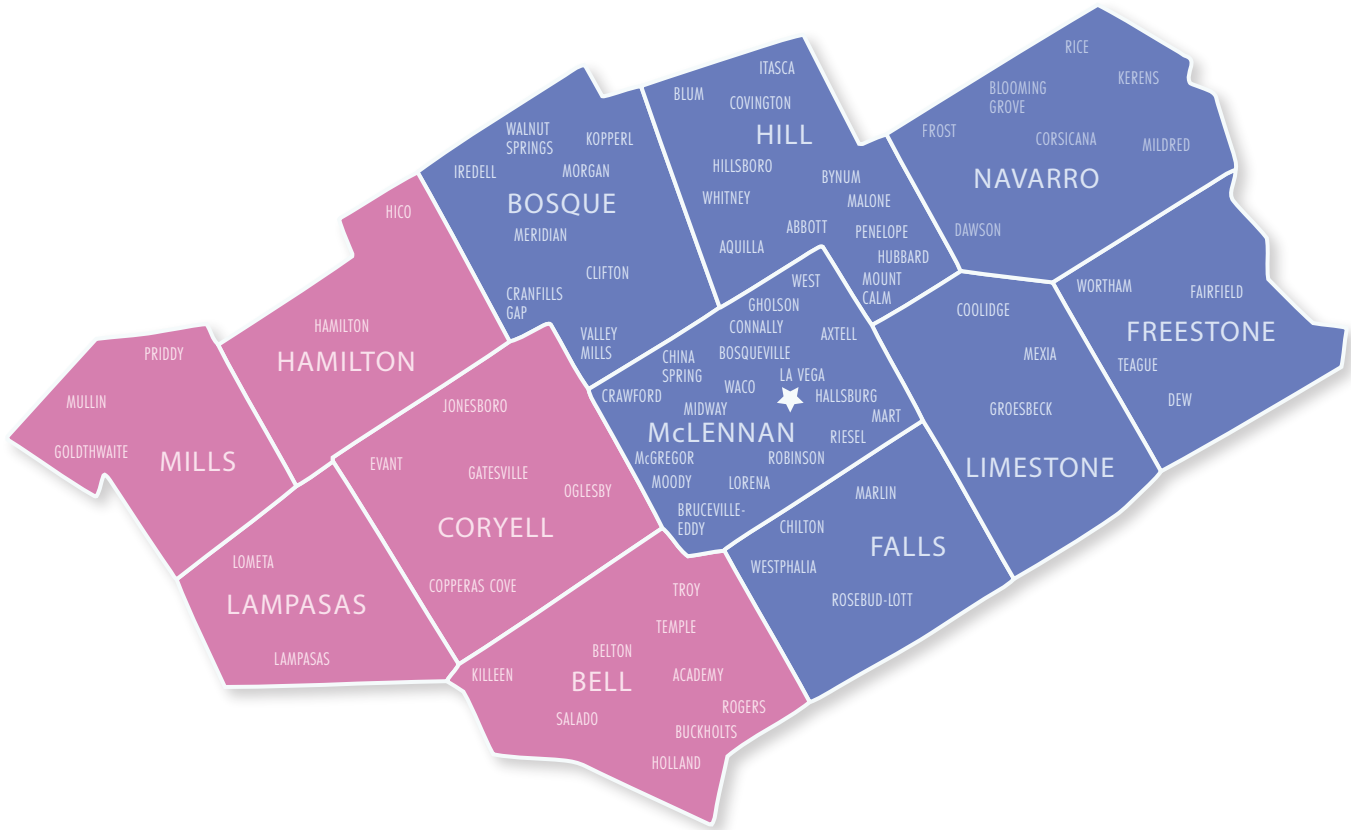 HICO
HAMILTON
HAMILTON
PRIDDY
MULLIN
GOLDTHWAITE
MILLS
LOMETA
LAMPASAS
LAMPASAS
JONESBORO
EVANT
GATESVILLE
OGLESBY
CORYELL
COPPERAS COVE
TROY
TEMPLE
BELTON
KILLEEN
ACADEMY
BELL
ROGERS
SALADO
BUCKHOLTS
HOLLAND
WALNUT
SPRINGS
KOPPERL
IREDELL
MORGAN
BOSQUE
MERIDIAN
CLIFTON
CRANFILLS
GAP
VALLEY
MILLS
ITASCA
BLUM
COVINGTON
HILL
HILLSBORO
BYNUM
WHITNEY
MALONE
ABBOTT
PENELOPE
AQUILLA
HUBBARD
MOUNT
CALM
RICE
KERENS
BLOOMING
GROVE
FROST
CORSICANA
MILDRED
NAVARRO
DAWSON
WORTHAM
FAIRFIELD
FREESTONE
TEAGUE
DEW
COOLIDGE
MEXIA
GROESBECK
LIMESTONE
WEST
GHOLSON
CONNALLY
AXTELL
BOSQUEVILLE
CHINA
SPRING
LA VEGA
WACO
CRAWFORD
HALLSBURG
MIDWAY
MART
McLENNAN
RIESEL
McGREGOR
ROBINSON
MOODY
LORENA
BRUCEVILLE-
EDDY
MARLIN
CHILTON
FALLS
WESTPHALIA
ROSEBUD-LOTT